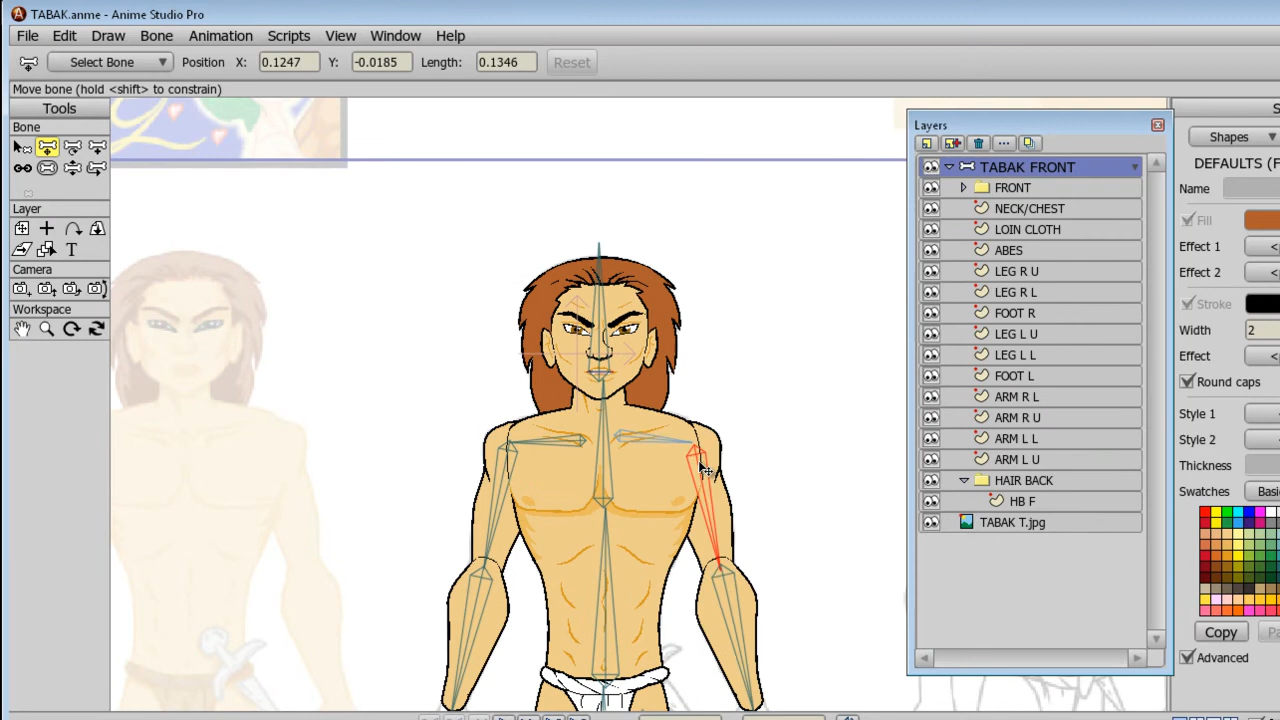 TABAK.anme - Anime Studio Pro
File Edit Draw Bone Animation Scripts View Window Help
Select Bone Position X: 0.1247 Y: -0.0185 Length: 0.1346 Reset
Move bone (hold <shift> to constrain)
Tools
Bone
Layer
T
Camera
Workspace
Layers
TABAK FRONT
FRONT
NECK/CHEST
LOIN CLOTH
ABES
LEG R U
LEG R L
FOOT R
LEG L U
LEG L L
FOOT L
ARM R L
ARM R U
ARM L L
ARM L U
HAIR BACK
HB F
TABAK T.jpg
S
Shapes
DEFAULTS (F
Name
Fill
Effect 1
Effect 2
Stroke
Width 2
Effect
Round caps
Style 1
Style 2
Thickness
Swatches Basi
Copy Pa
Advanced